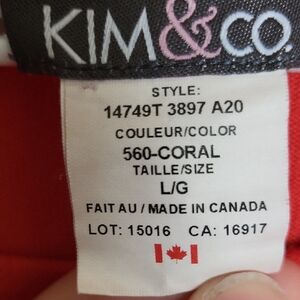 KIM&CO.
STYLE:
14749T 3897 A20
COULEUR/COLOR
560-CORAL
TAILLE/SIZE
L/G
FAIT AU / MADE IN CANADA
LOT: 15016 CA: 16917